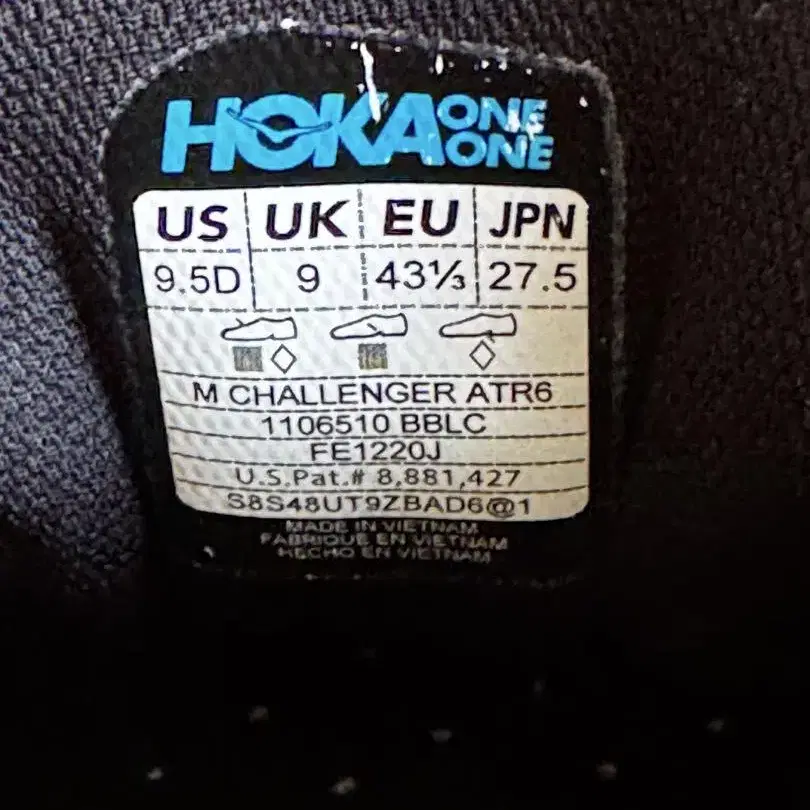 HOKA ONE ONE
US UK EU JPN
9.5D 9 43⅓ 27.5
M CHALLENGER ATR6
1106510 BBLC
FE1220J
U.S.Pat.# 8,881,427
S8S48UT9ZBAD6@1
MADE IN VIETNAM
FABRIQUE EN VIETNAM
HECHO EN VIETNAM